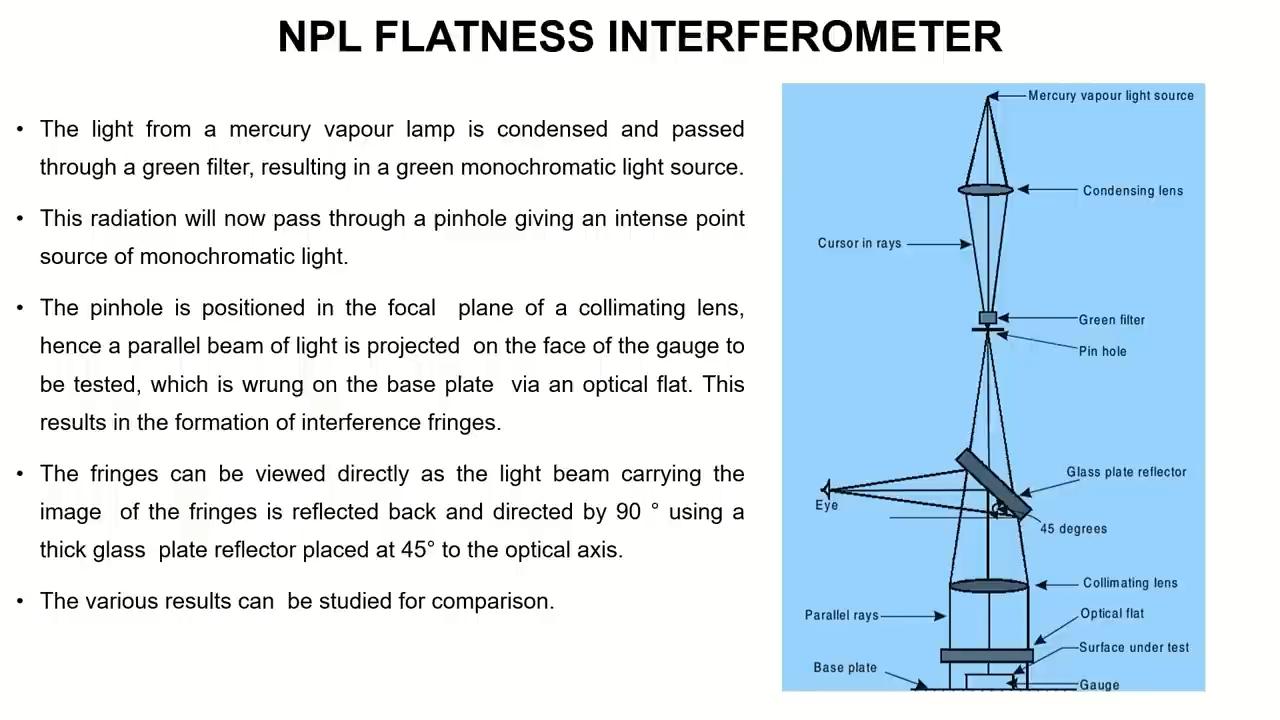 NPL FLATNESS INTERFEROMETER
• The light from a mercury vapour lamp is condensed and passed
through a green filter, resulting in a green monochromatic light source.
• This radiation will now pass through a pinhole giving an intense point
source of monochromatic light.
• The pinhole is positioned in the focal plane of a collimating lens,
hence a parallel beam of light is projected on the face of the gauge to
be tested, which is wrung on the base plate via an optical flat. This
results in the formation of interference fringes.
• The fringes can be viewed directly as the light beam carrying the
image of the fringes is reflected back and directed by 90 ° using a
thick glass plate reflector placed at 45° to the optical axis.
• The various results can be studied for comparison.
Mercury vapour light source
Condensing lens
Cursor in rays
Green filter
Pin hole
Glass plate reflector
Eye
45 degrees
Collimating lens
Parallel rays
Optical flat
Surface under test
Base plate
Gauge